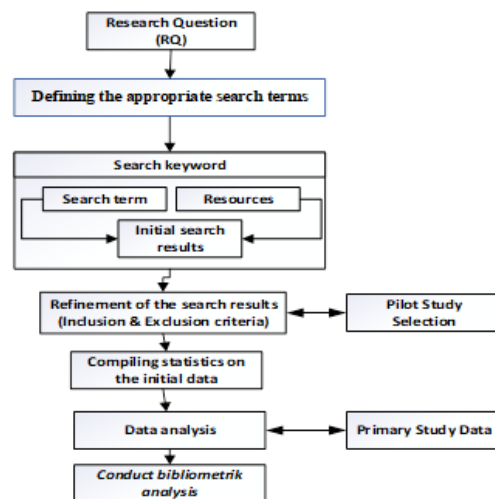 Research Question
(RQ)
Defining the appropriate search terms
Search keyword
Search term
Resources
Initial search
results
Refinement of the search results
(Inclusion & Exclusion criteria)
Pilot Study
Selection
Compiling statistics on
the initial data
Data analysis
Primary Study Data
Conduct bibliometrik
analysis